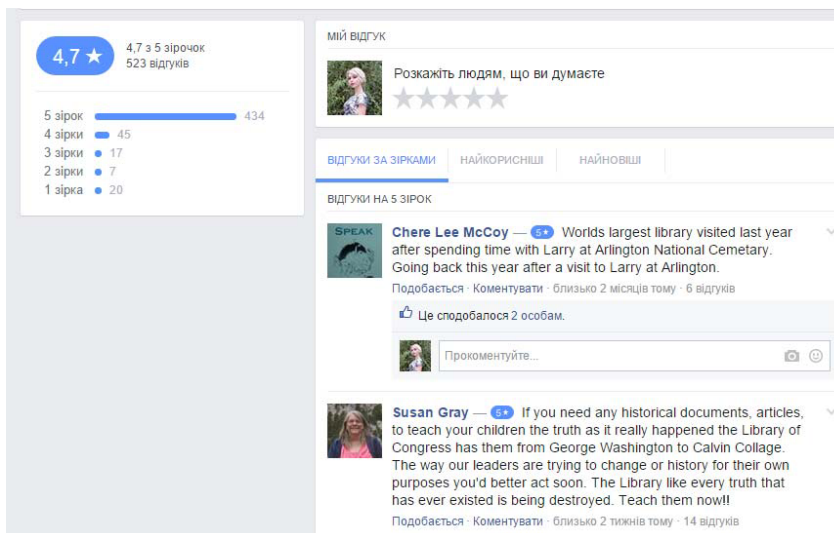 4,7 ★
4,7 з 5 зірочок
523 відгуків
5 зірок 434
4 зірки 45
3 зірки 17
2 зірки 7
1 зірка 20
МІЙ ВІДГУК
Розкажіть людям, що ви думаєте
ВІДГУКИ ЗА ЗІРКАМИ НАЙКОРИСНІШІ НАЙНОВІШІ
ВІДГУКИ НА 5 ЗІРОК
SPEAK
Chere Lee McCoy — 5★ Worlds largest library visited last year
after spending time with Larry at Arlington National Cemetary.
Going back this year after a visit to Larry at Arlington.
Подобається · Коментувати · близько 2 місяців тому · 6 відгуків
Це сподобалося 2 особам.
Прокоментуйте...
Susan Gray — 5★ If you need any historical documents, articles,
to teach your children the truth as it really happened the Library of
Congress has them from George Washington to Calvin Collage.
The way our leaders are trying to change or history for their own
purposes you'd better act soon. The Library like every truth that
has ever existed is being destroyed. Teach them now!!
Подобається · Коментувати · близько 2 тижнів тому · 14 відгуків